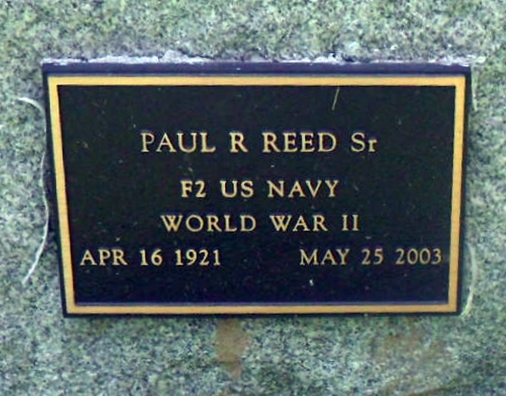 PAUL R REED Sr
F2 US NAVY
WORLD WAR II
APR 16 1921 MAY 25 2003